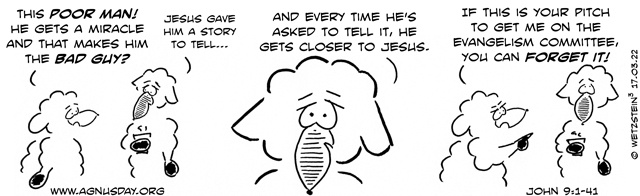 THIS POOR MAN!
HE GETS A MIRACLE
AND THAT MAKES HIM
THE BAD GUY?
JESUS GAVE
HIM A STORY
TO TELL...
AND EVERY TIME HE'S
ASKED TO TELL IT, HE
GETS CLOSER TO JESUS.
IF THIS IS YOUR PITCH
TO GET ME ON THE
EVANGELISM COMMITTEE,
YOU CAN FORGET IT!
WWW.AGNUSDAY.ORG
JOHN 9:1-41
© WETZSTEIN³ 17.03.22